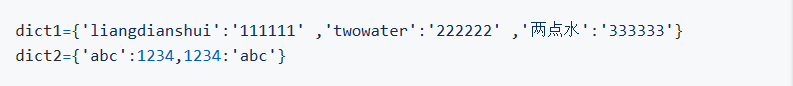 dict1={'liangdianshui':'111111' ,'twowater':'222222' ,'两点水':'333333'}
dict2={'abc':1234,1234:'abc'}